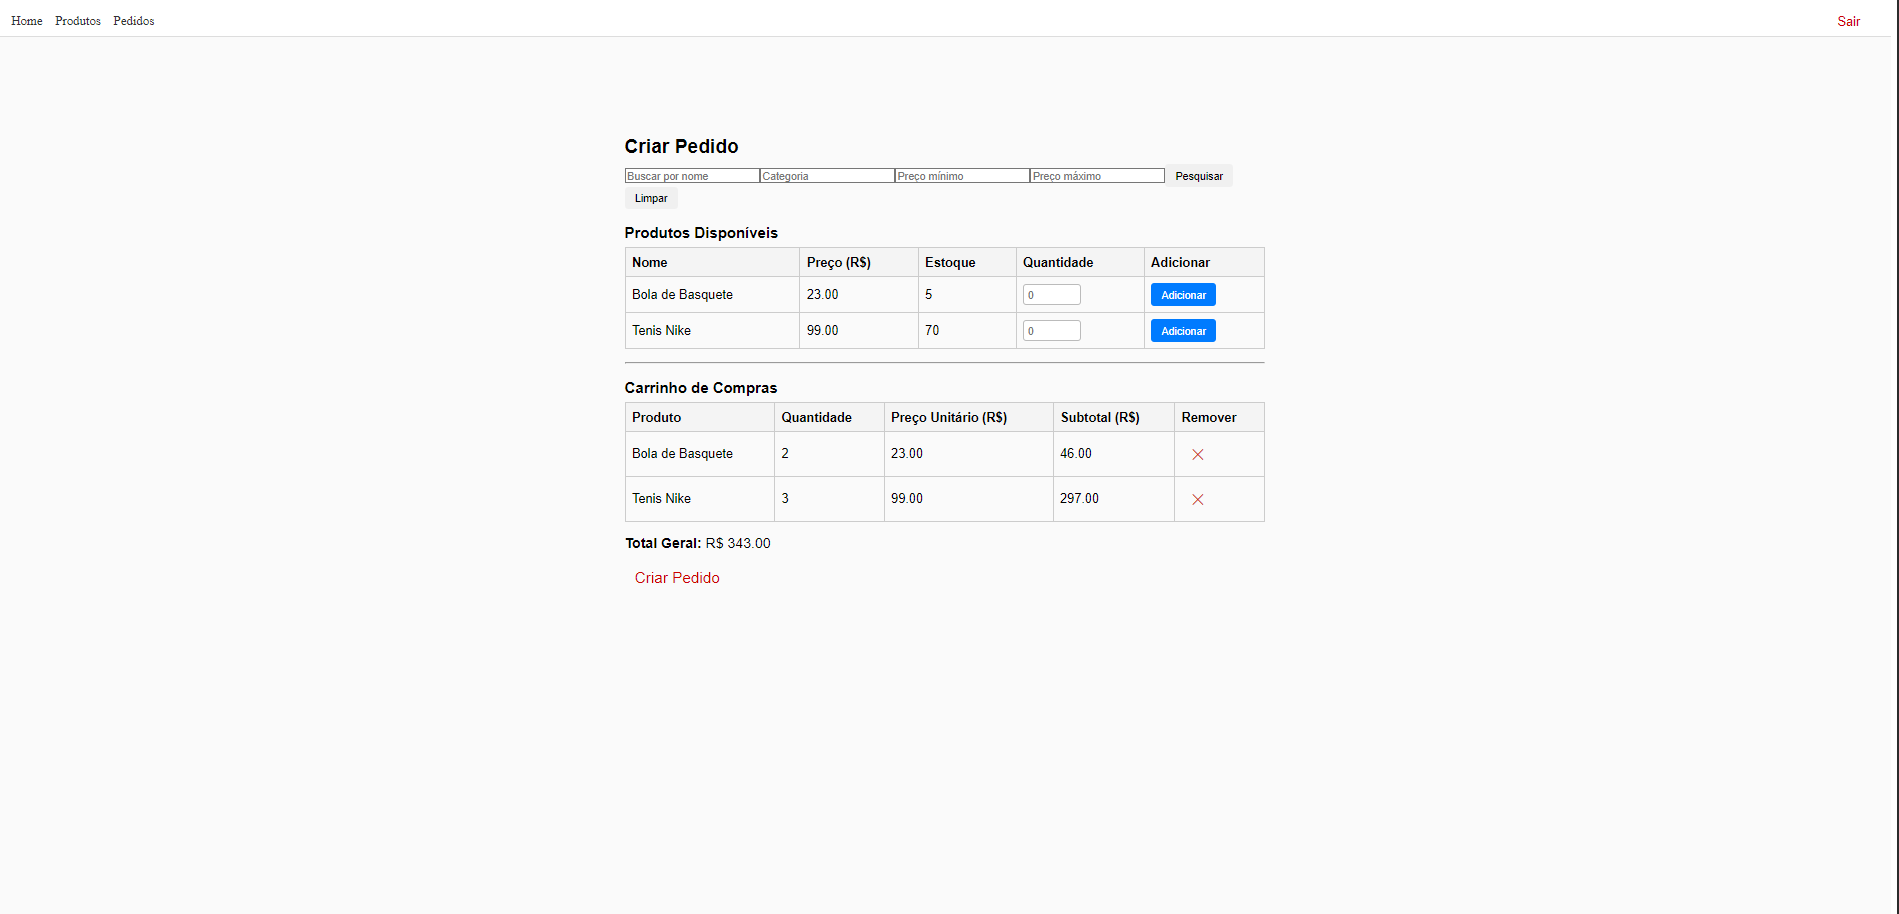 Home Produtos Pedidos Sair
Criar Pedido
Buscar por nome Categoria Preço mínimo Preço máximo Pesquisar
Limpar
Produtos Disponíveis
Nome Preço (R$) Estoque Quantidade Adicionar
Bola de Basquete 23.00 5 0 Adicionar
Tenis Nike 99.00 70 0 Adicionar
Carrinho de Compras
Produto Quantidade Preço Unitário (R$) Subtotal (R$) Remover
Bola de Basquete 2 23.00 46.00
Tenis Nike 3 99.00 297.00
Total Geral: R$ 343.00
Criar Pedido